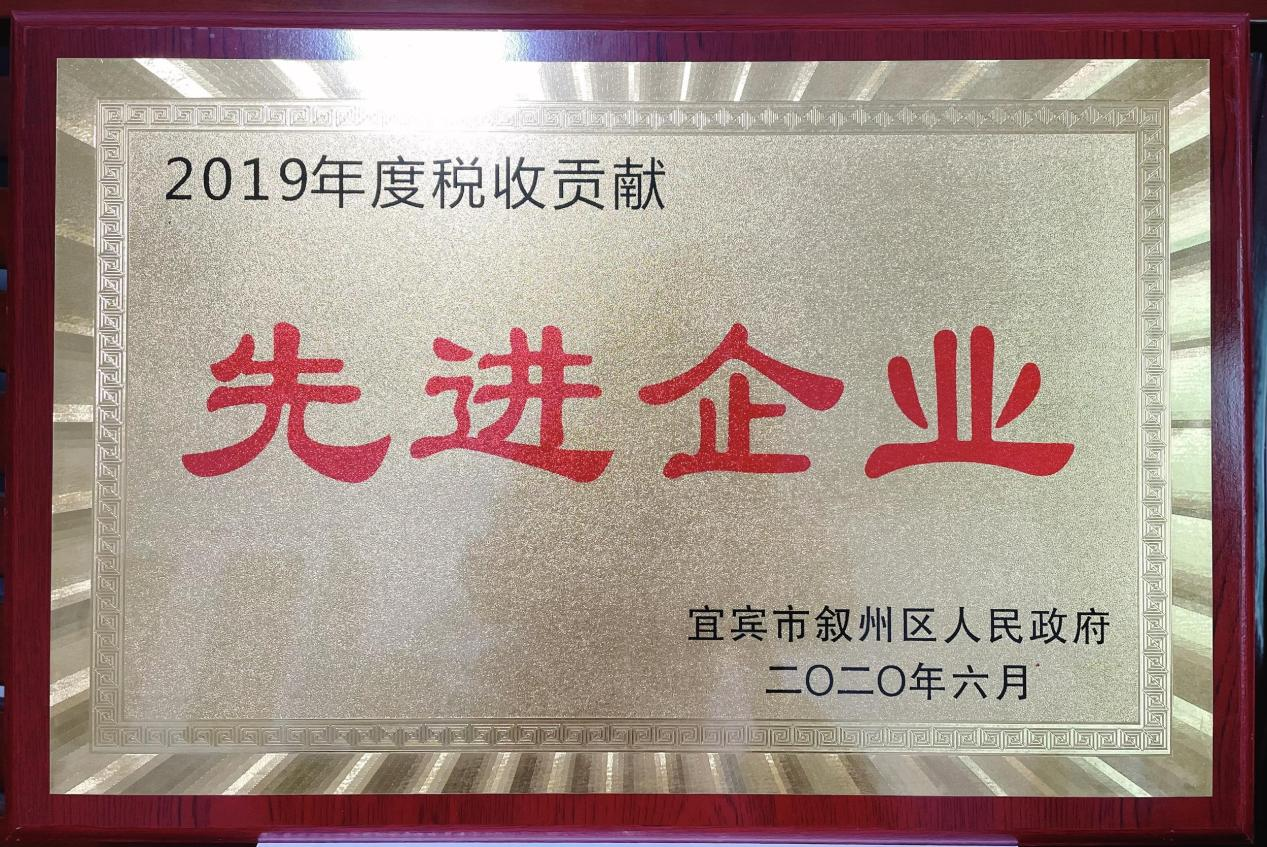 2019年度税收贡献
先进企业
宜宾市叙州区人民政府
二〇二〇年六月